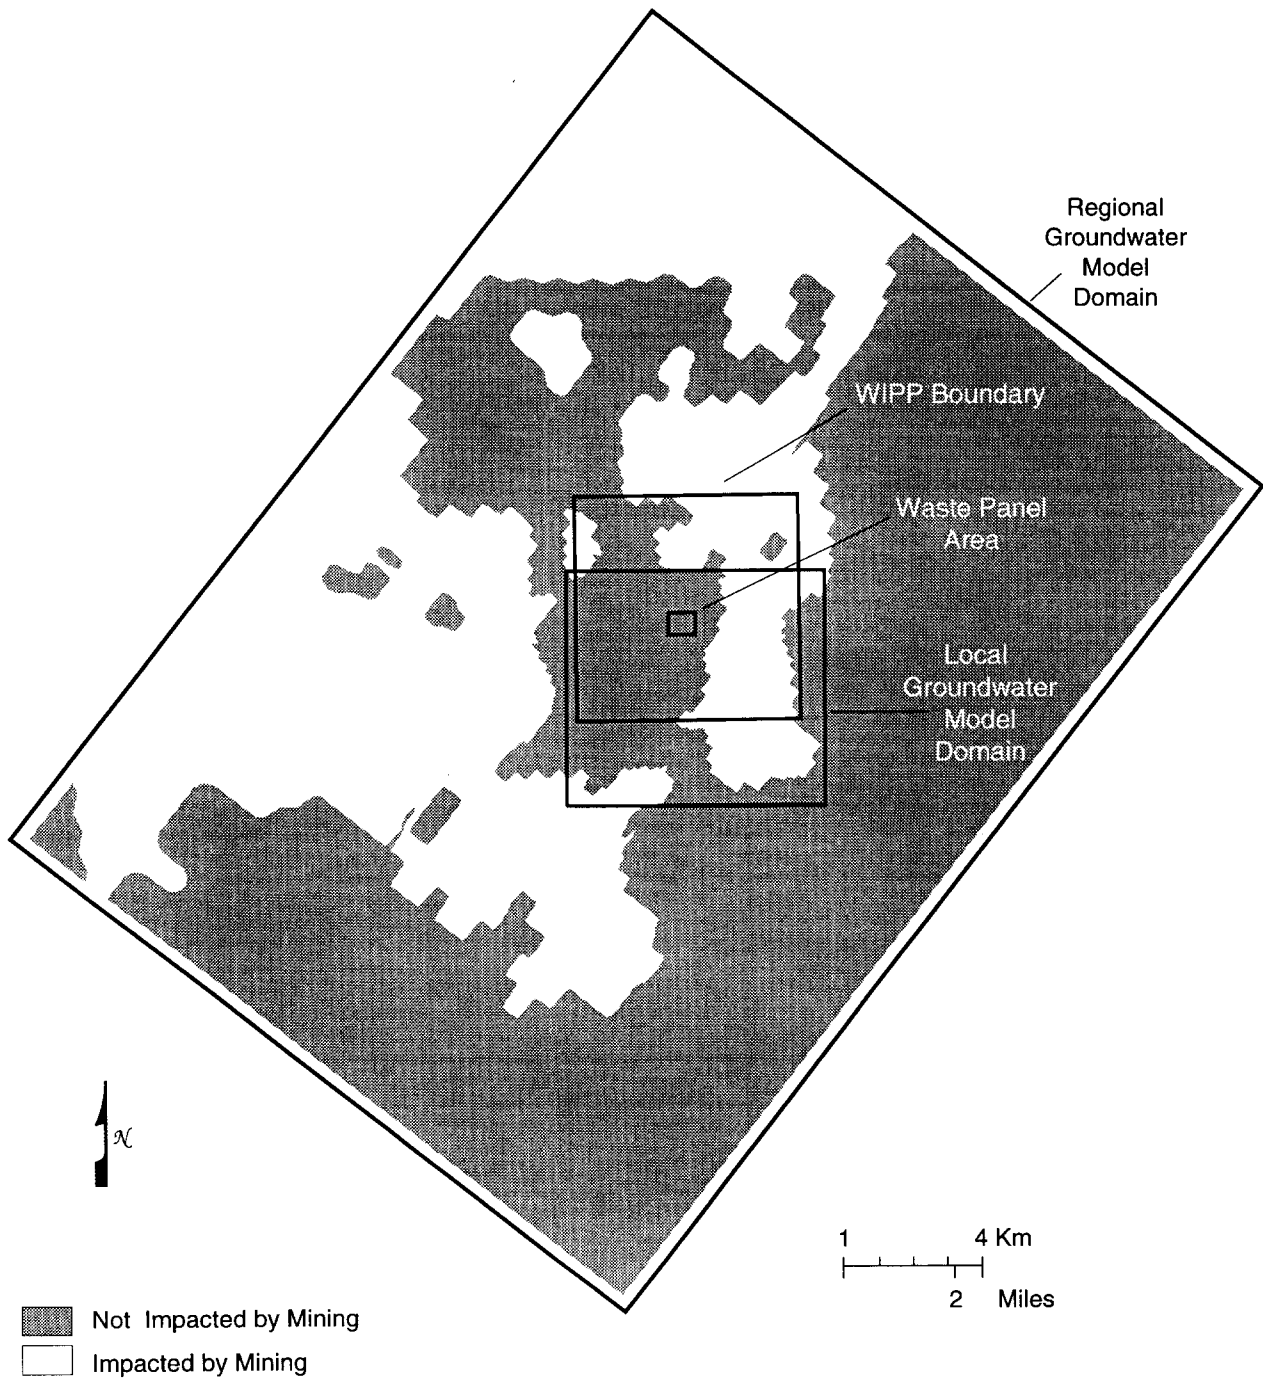 Regional
Groundwater
Model
Domain
WIPP Boundary
Waste Panel
Area
Local
Groundwater
Model
Domain
N
1 4 Km
2 Miles
Not Impacted by Mining
Impacted by Mining